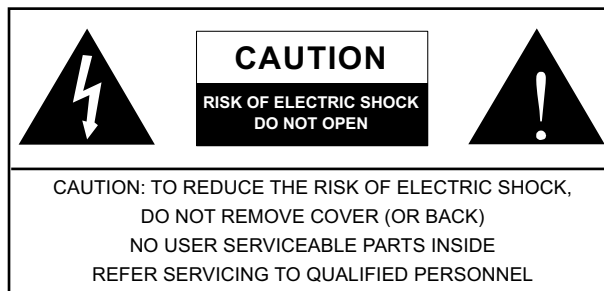 CAUTION
RISK OF ELECTRIC SHOCK
DO NOT OPEN
!
CAUTION: TO REDUCE THE RISK OF ELECTRIC SHOCK,
DO NOT REMOVE COVER (OR BACK)
NO USER SERVICEABLE PARTS INSIDE
REFER SERVICING TO QUALIFIED PERSONNEL